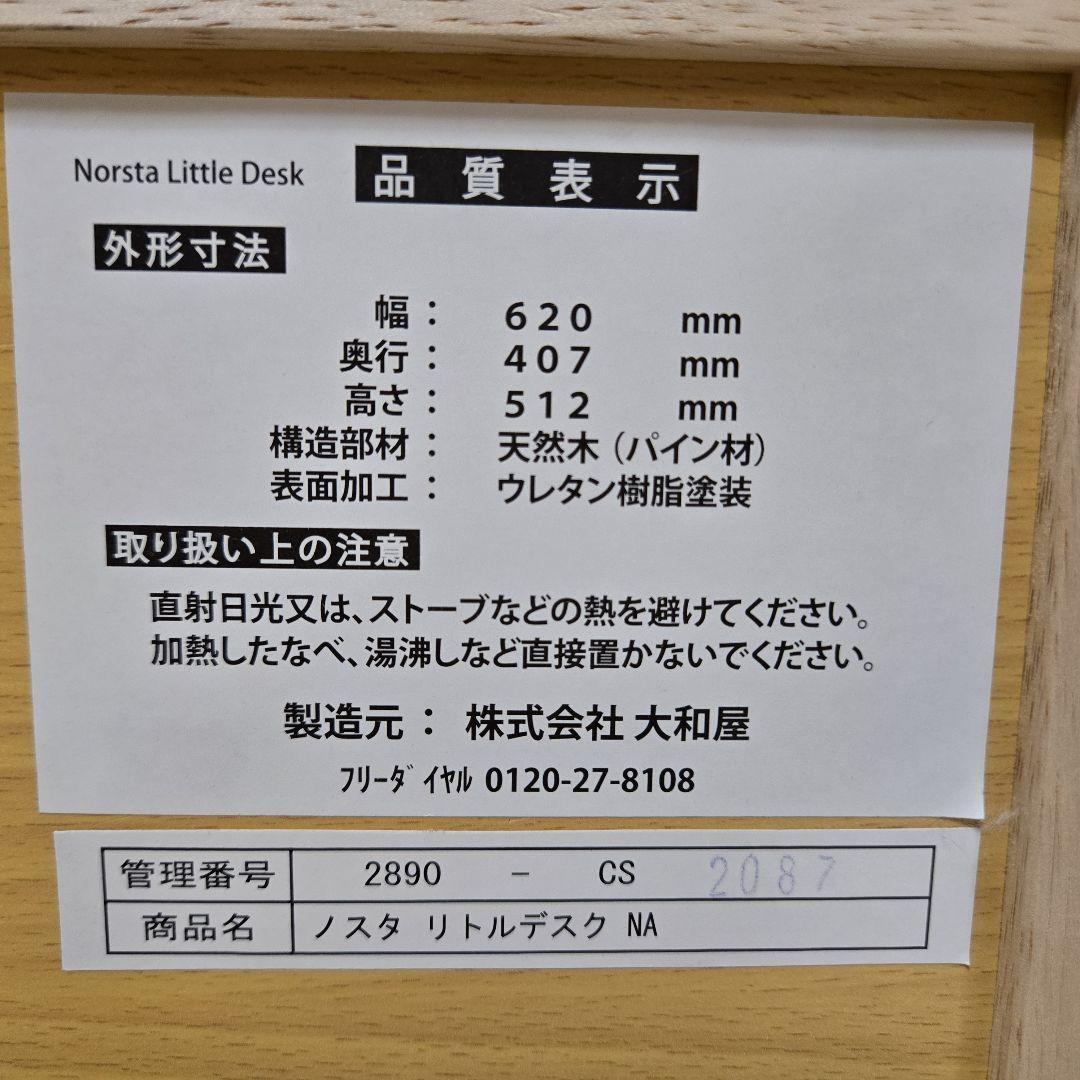 Norsta Little Desk 品質表示
外形寸法
幅： 620 mm
奥行： 407 mm
高さ： 512 mm
構造部材： 天然木（パイン材）
表面加工： ウレタン樹脂塗装
取り扱い上の注意
直射日光又は、ストーブなどの熱を避けてください。
加熱したなべ、湯沸しなど直接置かないでください。
製造元： 株式会社 大和屋
ﾌﾘｰﾀﾞｲﾔﾙ 0120-27-8108
管理番号 2890 － CS 2087
商品名 ノスタ リトルデスク NA